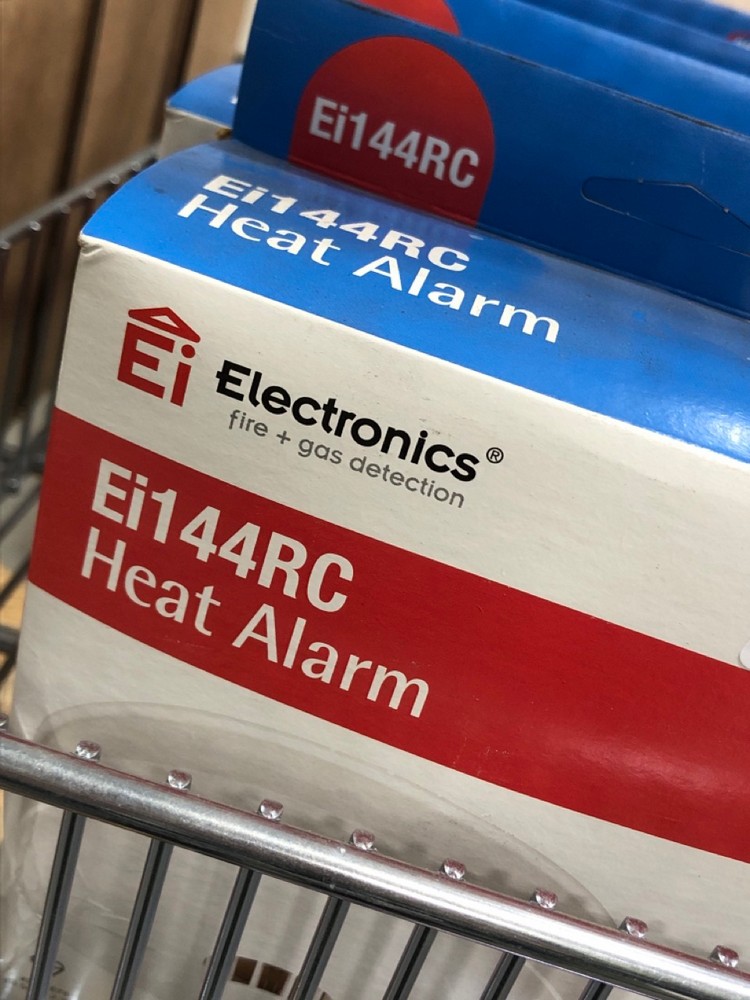 Ei144RC
Ei144RC
Heat Alarm
Ei Electronics®
fire + gas detection
Ei144RC
Heat Alarm